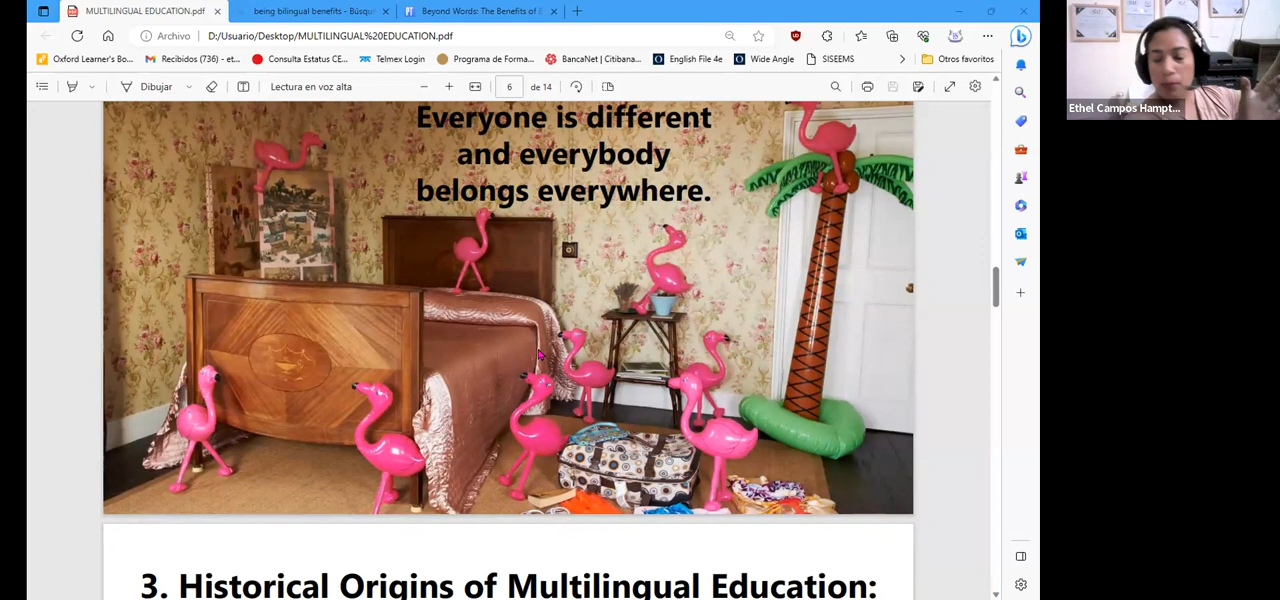 MULTILINGUAL EDUCATION.pdf
being bilingual benefits - Búsqu
Beyond Words: The Benefits of B
Archivo
D:/Usuario/Desktop/MULTILINGUAL%20EDUCATION.pdf
Oxford Learner's Bo...
Recibidos (179) - et...
Consulta Estatus CE...
Telmex Login
Programa de Forma...
BancaNet | Citibana...
English File 4e
Wide Angle
SISEEMS
Otros favoritos
Dibujar
Lectura en voz alta
6
de 14
Ethel Campos Hampt...
Everyone is different
and everybody
belongs everywhere.
3. Historical Origins of Multilingual Education: